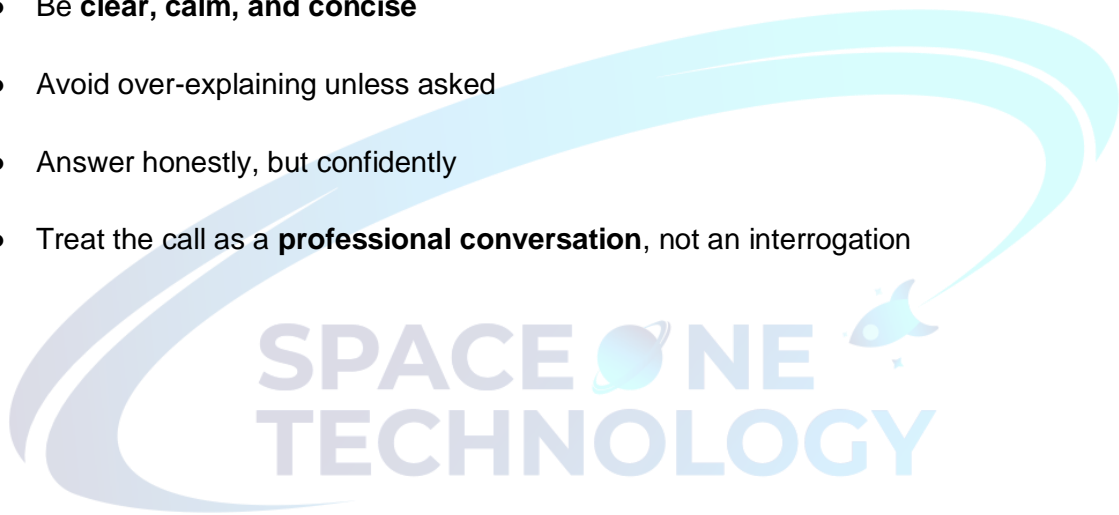 • Be clear, calm, and concise
• Avoid over-explaining unless asked
• Answer honestly, but confidently
• Treat the call as a professional conversation, not an interrogation
SPACE ONE
TECHNOLOGY